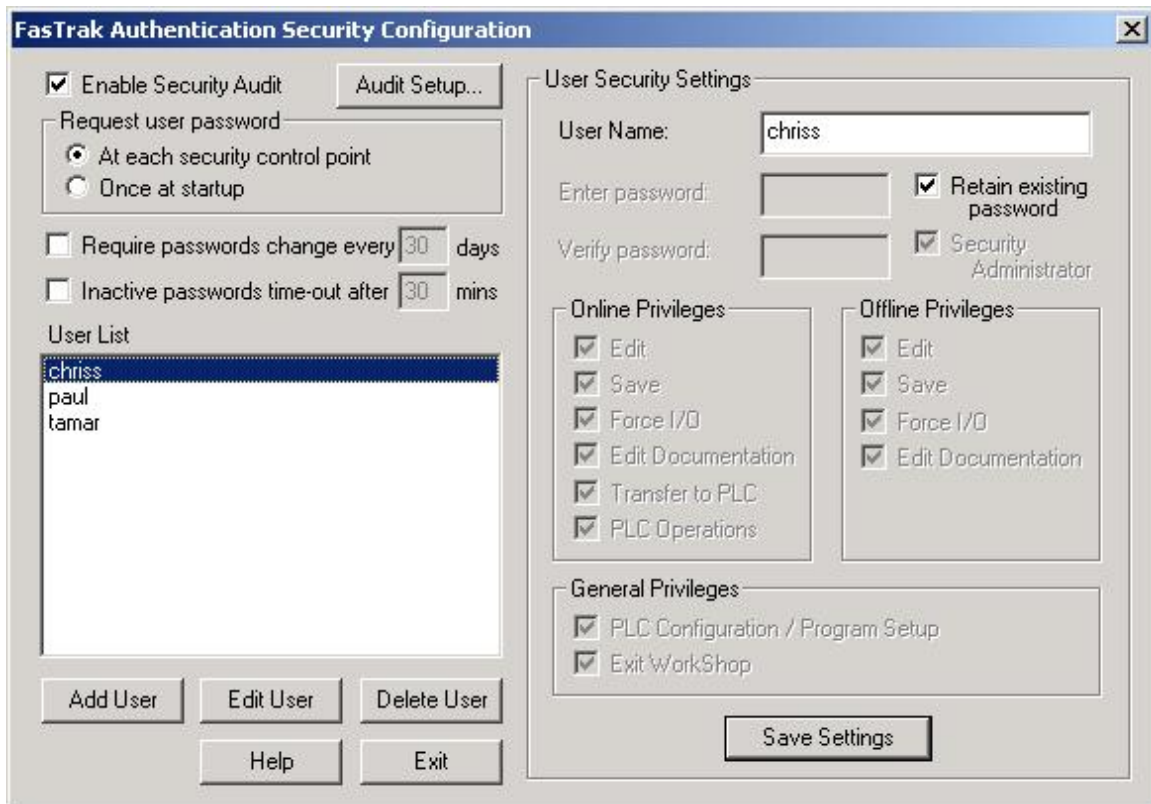 FasTrak Authentication Security Configuration
Enable Security Audit
Audit Setup...
Request user password
At each security control point
Once at startup
Require passwords change every 30 days
Inactive passwords time-out after 30 mins
User List
chriss
paul
tamar
Add User
Edit User
Delete User
Help
Exit
User Security Settings
User Name: chriss
Enter password:
Retain existing
password
Verify password:
Security
Administrator
Online Privileges
Edit
Save
Force I/O
Edit Documentation
Transfer to PLC
PLC Operations
Offline Privileges
Edit
Save
Force I/O
Edit Documentation
General Privileges
PLC Configuration / Program Setup
Exit WorkShop
Save Settings